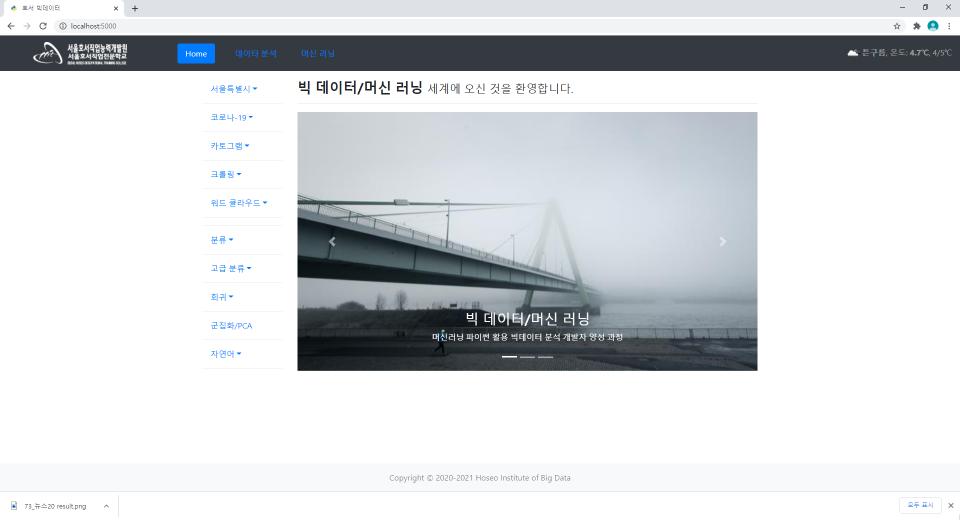 호서 빅데이터
localhost:5000
서울호서직업능력개발원
서울호서직업전문학교
Home
데이터 분석
머신 러닝
튼구름, 온도: 4.7℃, 4/5℃
서울특별시
코로나-19
카토그램
크롤링
워드 클라우드
분류
고급 분류
회귀
군집화/PCA
자연어
빅 데이터/머신 러닝 세계에 오신 것을 환영합니다.
빅 데이터/머신 러닝
머신러닝 파이썬 활용 빅데이터 분석 개발자 양성 과정
Copyright © 2020-2021 Hoseo Institute of Big Data
73_뉴스20 result.png
모두 표시